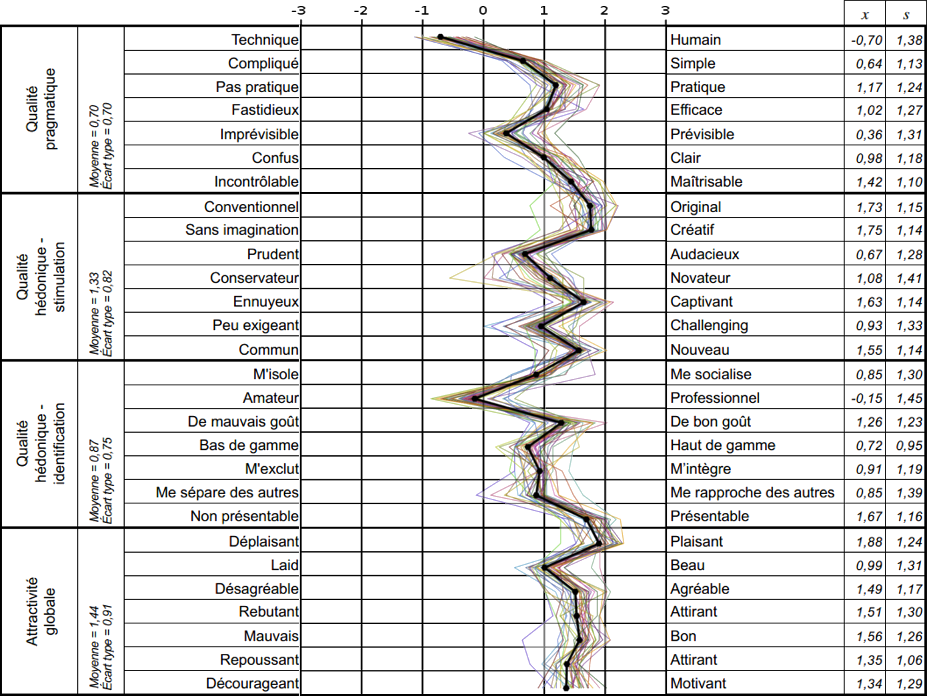 -3 -2 -1 0 1 2 3 x s
Qualité
pragmatique
Moyenne = 0,70
Écart type = 0,70
Technique Humain -0,70 1,38
Compliqué Simple 0,64 1,13
Pas pratique Pratique 1,17 1,24
Fastidieux Efficace 1,02 1,27
Imprévisible Prévisible 0,36 1,31
Confus Clair 0,98 1,18
Incontrôlable Maîtrisable 1,42 1,10
Qualité
hédonique -
stimulation
Moyenne = 1,33
Écart type = 0,82
Conventionnel Original 1,73 1,15
Sans imagination Créatif 1,75 1,14
Prudent Audacieux 0,67 1,28
Conservateur Novateur 1,08 1,41
Ennuyeux Captivant 1,63 1,14
Peu exigeant Challenging 0,93 1,33
Commun Nouveau 1,55 1,14
Qualité
hédonique -
identification
Moyenne = 0,87
Écart type = 0,75
M'isole Me socialise 0,85 1,30
Amateur Professionnel -0,15 1,45
De mauvais goût De bon goût 1,26 1,23
Bas de gamme Haut de gamme 0,72 0,95
M'exclut M'intègre 0,91 1,19
Me sépare des autres Me rapproche des autres 0,85 1,39
Non présentable Présentable 1,67 1,16
Attractivité
globale
Moyenne = 1,44
Écart type = 0,91
Déplaisant Plaisant 1,88 1,24
Laid Beau 0,99 1,31
Désagréable Agréable 1,49 1,17
Rebutant Attirant 1,51 1,30
Mauvais Bon 1,56 1,26
Repoussant Attirant 1,35 1,06
Décourageant Motivant 1,34 1,29